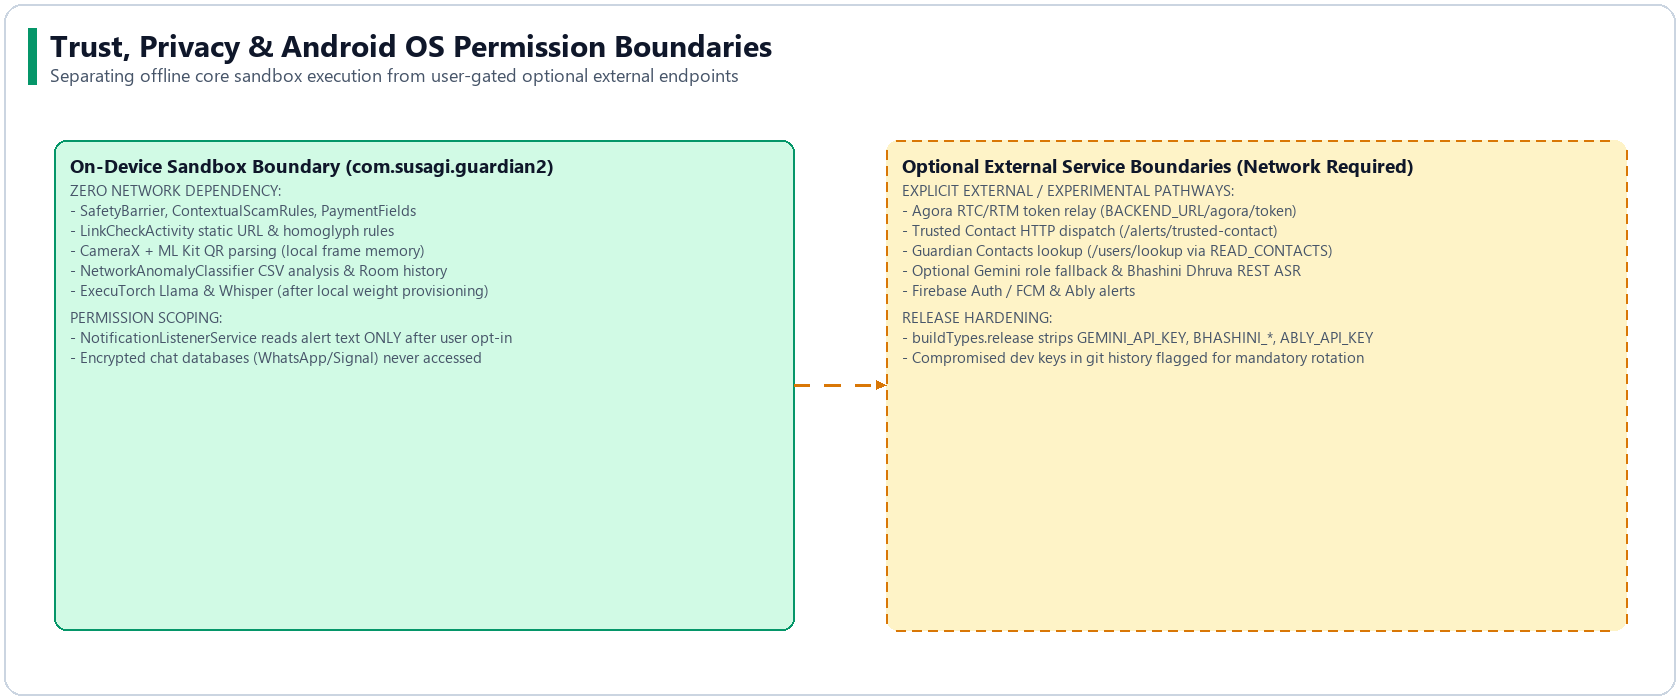 Trust, Privacy & Android OS Permission Boundaries
Separating offline core sandbox execution from user-gated optional external endpoints
On-Device Sandbox Boundary (com.susagi.guardian2)
ZERO NETWORK DEPENDENCY:
- SafetyBarrier, ContextualScamRules, PaymentFields
- LinkCheckActivity static URL & homoglyph rules
- CameraX + ML Kit QR parsing (local frame memory)
- NetworkAnomalyClassifier CSV analysis & Room history
- ExecuTorch Llama & Whisper (after local weight provisioning)
PERMISSION SCOPING:
- NotificationListenerService reads alert text ONLY after user opt-in
- Encrypted chat databases (WhatsApp/Signal) never accessed
Optional External Service Boundaries (Network Required)
EXPLICIT EXTERNAL / EXPERIMENTAL PATHWAYS:
- Agora RTC/RTM token relay (BACKEND_URL/agora/token)
- Trusted Contact HTTP dispatch (/alerts/trusted-contact)
- Guardian Contacts lookup (/users/lookup via READ_CONTACTS)
- Optional Gemini role fallback & Bhashini Dhruva REST ASR
- Firebase Auth / FCM & Ably alerts
RELEASE HARDENING:
- buildTypes.release strips GEMINI_API_KEY, BHASHINI_*, ABLY_API_KEY
- Compromised dev keys in git history flagged for mandatory rotation